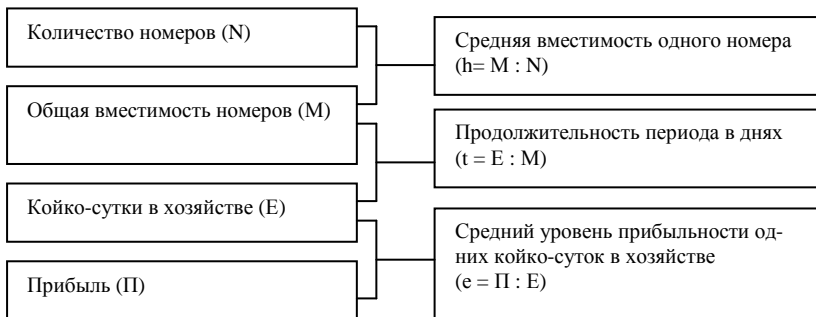 Количество номеров (N)
Общая вместимость номеров (M)
Койко-сутки в хозяйстве (E)
Прибыль (П)
Средняя вместимость одного номера
(h= M : N)
Продолжительность периода в днях
(t = E : M)
Средний уровень прибыльности од-
них койко-суток в хозяйстве
(e = П : E)